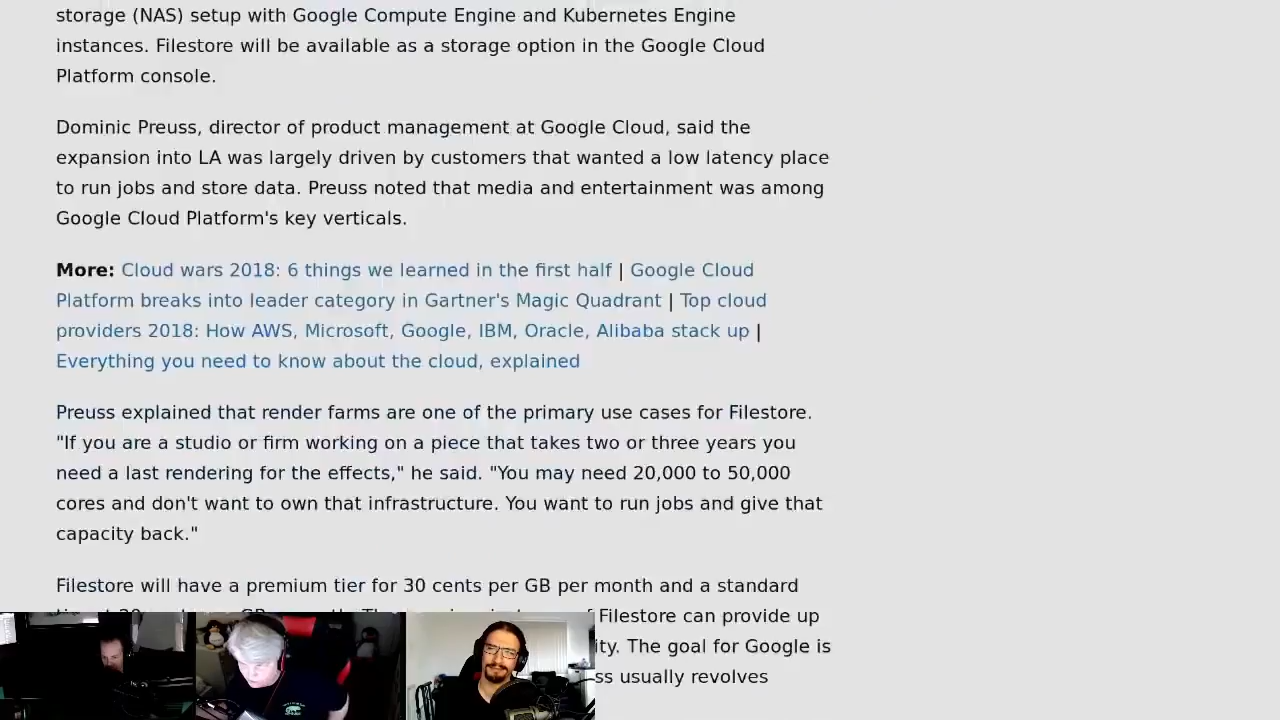 storage (NAS) setup with Google Compute Engine and Kubernetes Engine
instances. Filestore will be available as a storage option in the Google Cloud
Platform console.
Dominic Preuss, director of product management at Google Cloud, said the
expansion into LA was largely driven by customers that wanted a low latency place
to run jobs and store data. Preuss noted that media and entertainment was among
Google Cloud Platform's key verticals.
More: Cloud wars 2018: 6 things we learned in the first half | Google Cloud
Platform breaks into leader category in Gartner's Magic Quadrant | Top cloud
providers 2018: How AWS, Microsoft, Google, IBM, Oracle, Alibaba stack up |
Everything you need to know about the cloud, explained
Preuss explained that render farms are one of the primary use cases for Filestore.
"If you are a studio or firm working on a piece that takes two or three years you
need a last rendering for the effects," he said. "You may need 20,000 to 50,000
cores and don't want to own that infrastructure. You want to run jobs and give that
capacity back."
Filestore will have a premium tier for 30 cents per GB per month and a standard
Filestore can provide up
ity. The goal for Google is
ss usually revolves